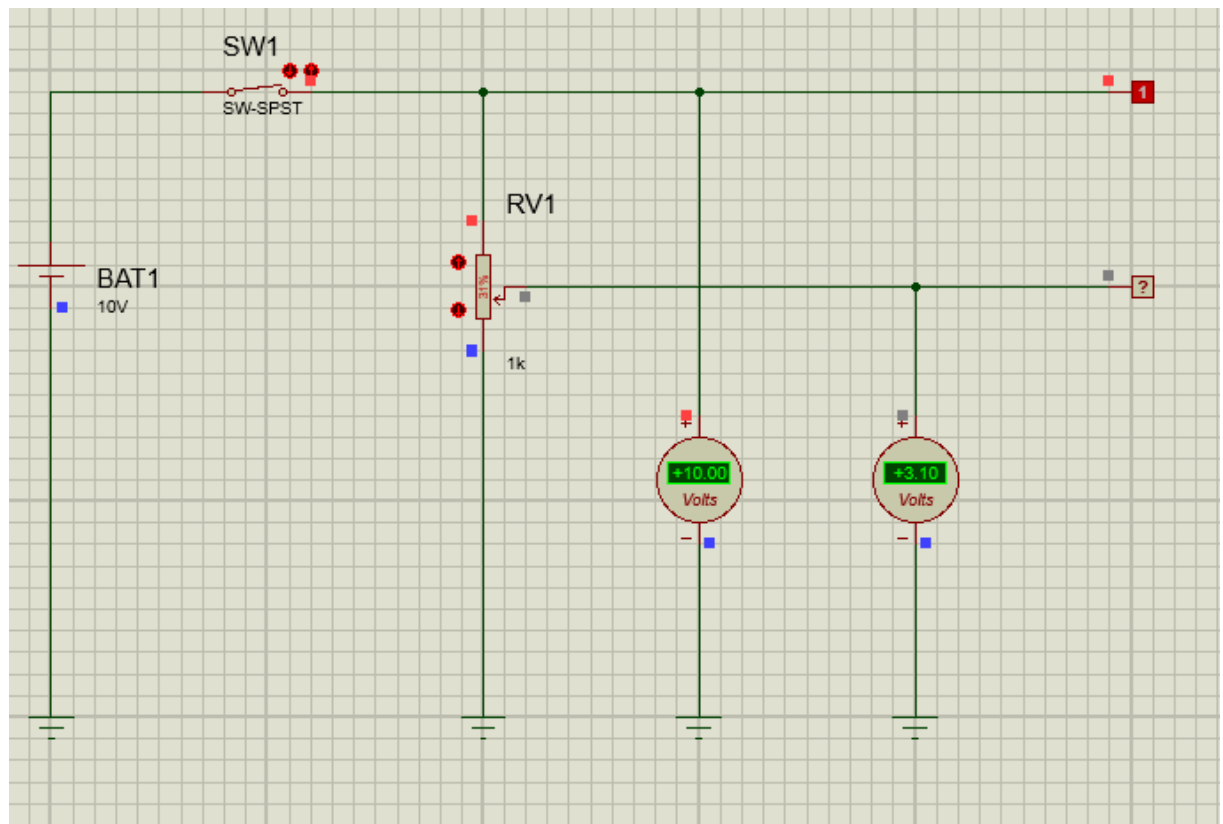 SW1
SW-SPST
1
RV1
31%
BAT1
10V
?
1k
+
+
+10.00
+3.10
Volts
Volts
−
−